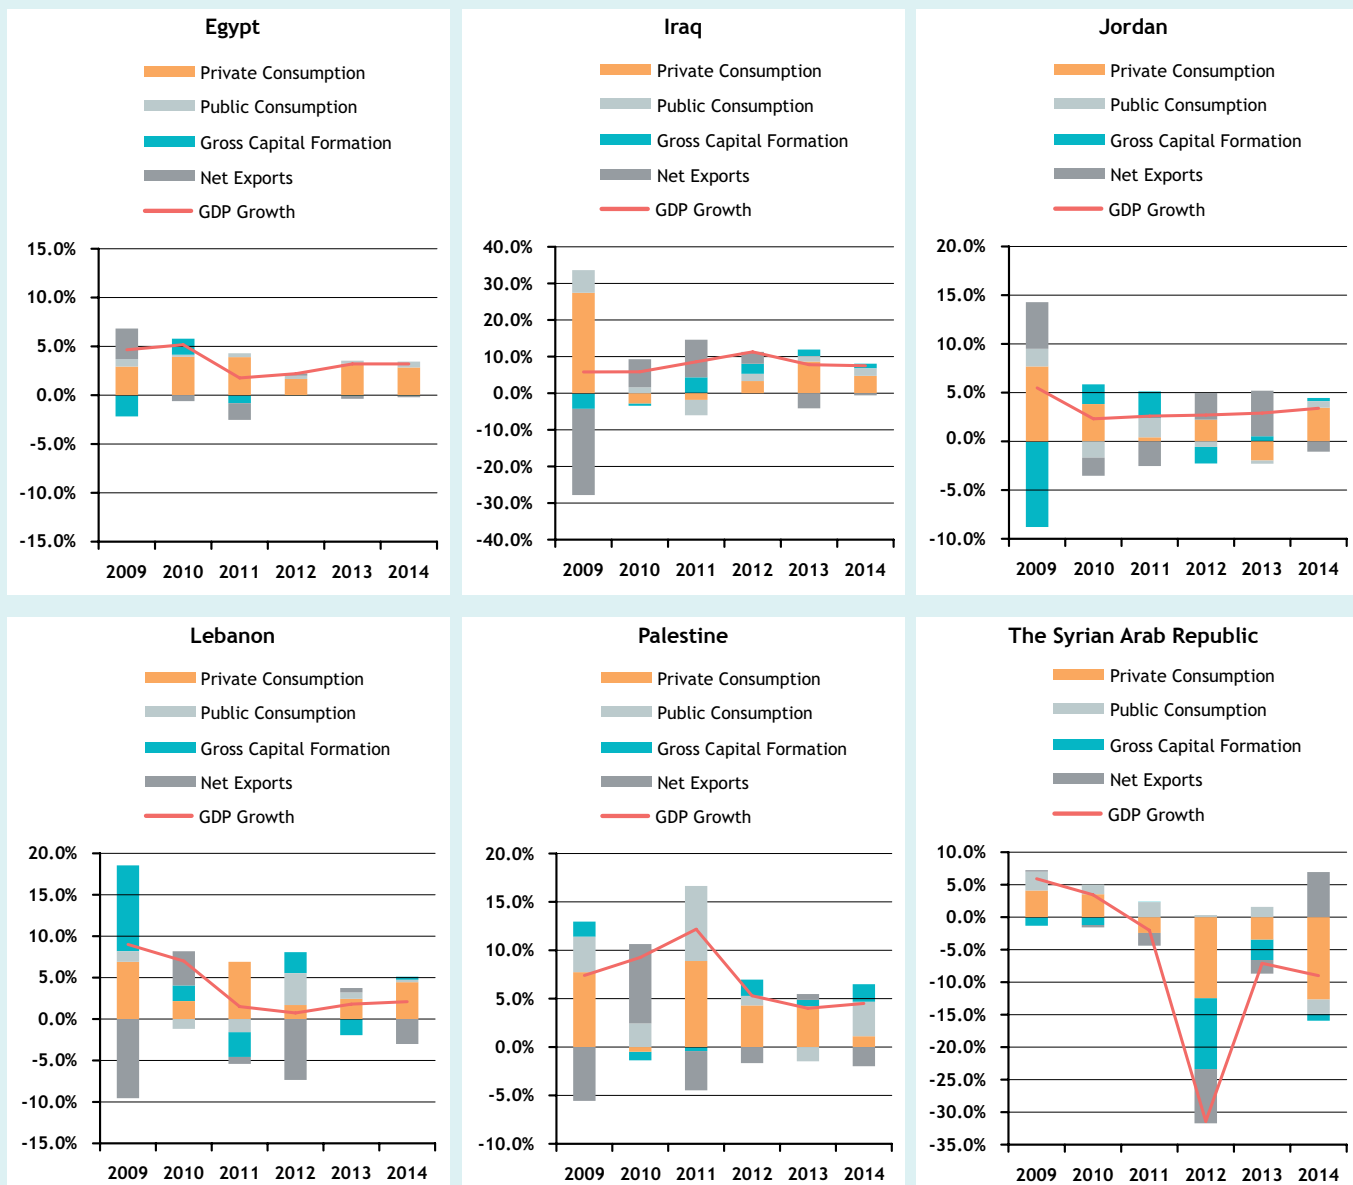 Egypt
Private Consumption
Public Consumption
Gross Capital Formation
Net Exports
GDP Growth
15.0%
10.0%
5.0%
0.0%
-5.0%
-10.0%
-15.0%
2009 2010 2011 2012 2013 2014
Iraq
Private Consumption
Public Consumption
Gross Capital Formation
Net Exports
GDP Growth
40.0%
30.0%
20.0%
10.0%
0.0%
-10.0%
-20.0%
-30.0%
-40.0%
2009 2010 2011 2012 2013 2014
Jordan
Private Consumption
Public Consumption
Gross Capital Formation
Net Exports
GDP Growth
20.0%
15.0%
10.0%
5.0%
0.0%
-5.0%
-10.0%
2009 2010 2011 2012 2013 2014
Lebanon
Private Consumption
Public Consumption
Gross Capital Formation
Net Exports
GDP Growth
20.0%
15.0%
10.0%
5.0%
0.0%
-5.0%
-10.0%
-15.0%
2009 2010 2011 2012 2013 2014
Palestine
Private Consumption
Public Consumption
Gross Capital Formation
Net Exports
GDP Growth
20.0%
15.0%
10.0%
5.0%
0.0%
-5.0%
-10.0%
2009 2010 2011 2012 2013 2014
The Syrian Arab Republic
Private Consumption
Public Consumption
Gross Capital Formation
Net Exports
GDP Growth
10.0%
5.0%
0.0%
-5.0%
-10.0%
-15.0%
-20.0%
-25.0%
-30.0%
-35.0%
2009 2010 2011 2012 2013 2014